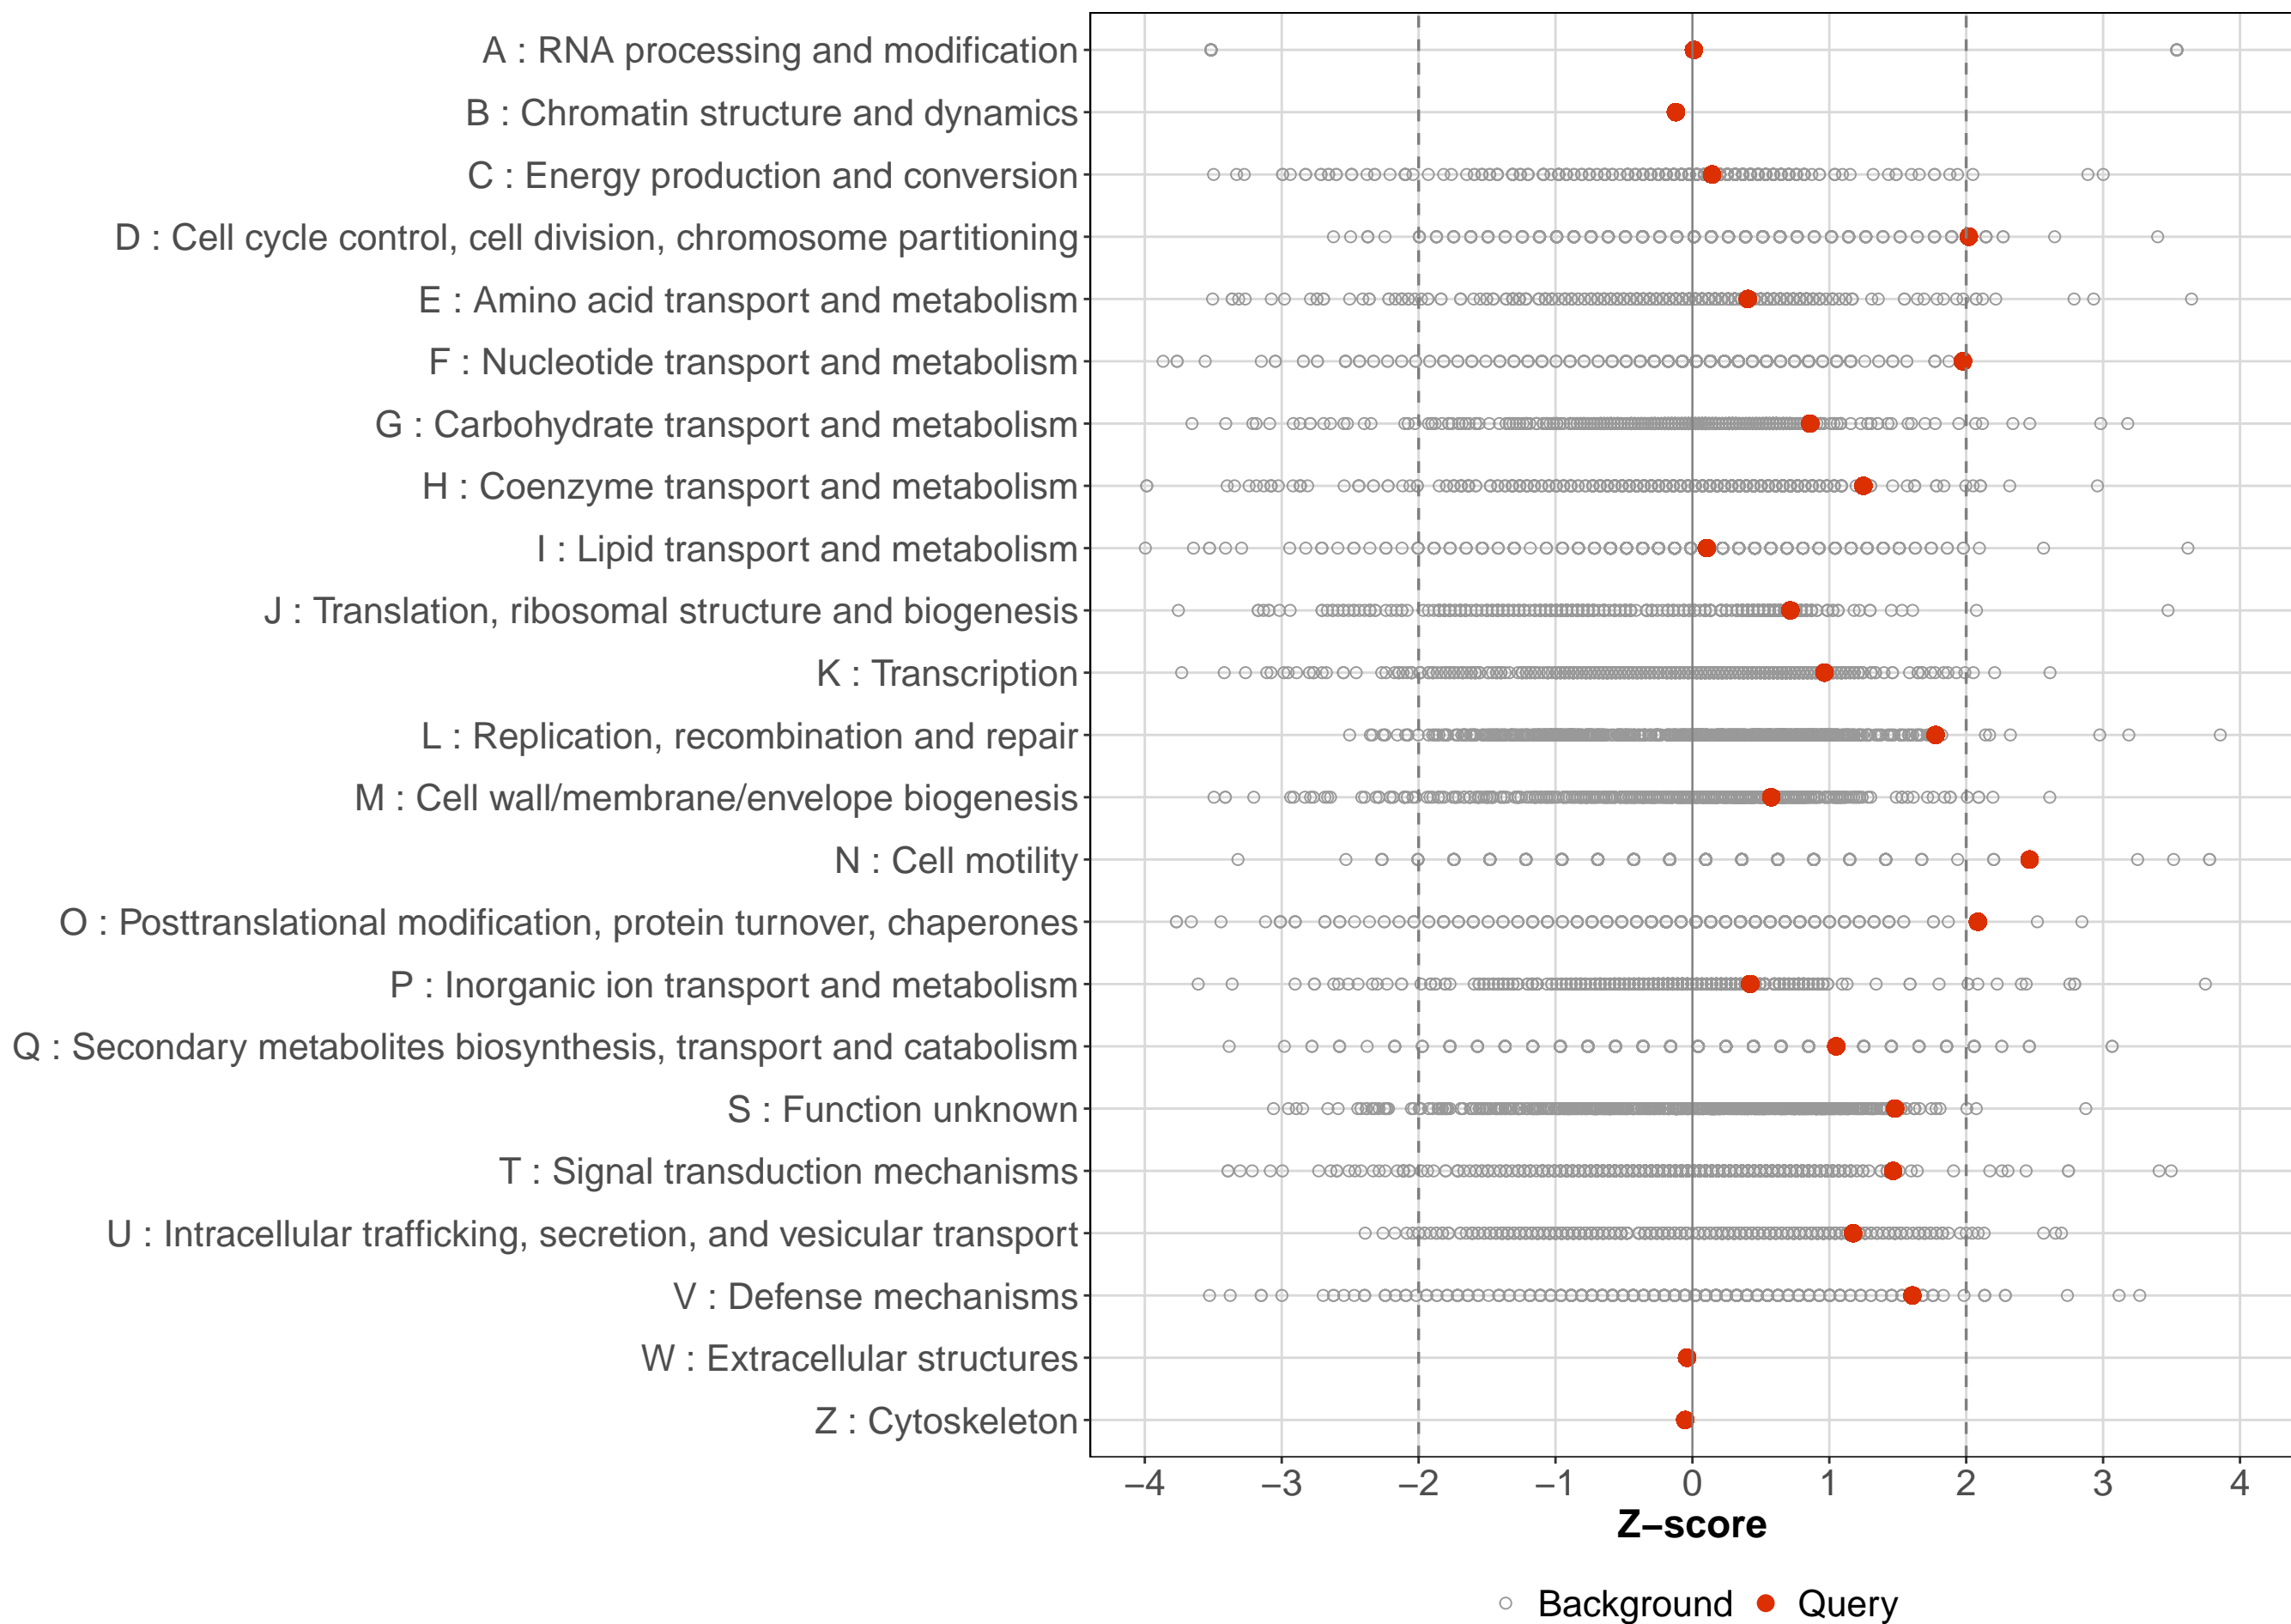 A : RNA processing and modification
B : Chromatin structure and dynamics
C : Energy production and conversion
D : Cell cycle control, cell division, chromosome partitioning
E : Amino acid transport and metabolism
F : Nucleotide transport and metabolism
G : Carbohydrate transport and metabolism
H : Coenzyme transport and metabolism
I : Lipid transport and metabolism
J : Translation, ribosomal structure and biogenesis
K : Transcription
L : Replication, recombination and repair
M : Cell wall/membrane/envelope biogenesis
N : Cell motility
O : Posttranslational modification, protein turnover, chaperones
P : Inorganic ion transport and metabolism
Q : Secondary metabolites biosynthesis, transport and catabolism
S : Function unknown
T : Signal transduction mechanisms
U : Intracellular trafficking, secretion, and vesicular transport
V : Defense mechanisms
W : Extracellular structures
Z : Cytoskeleton
−4 −3 −2 −1 0 1 2 3 4
Z−score
Background Query